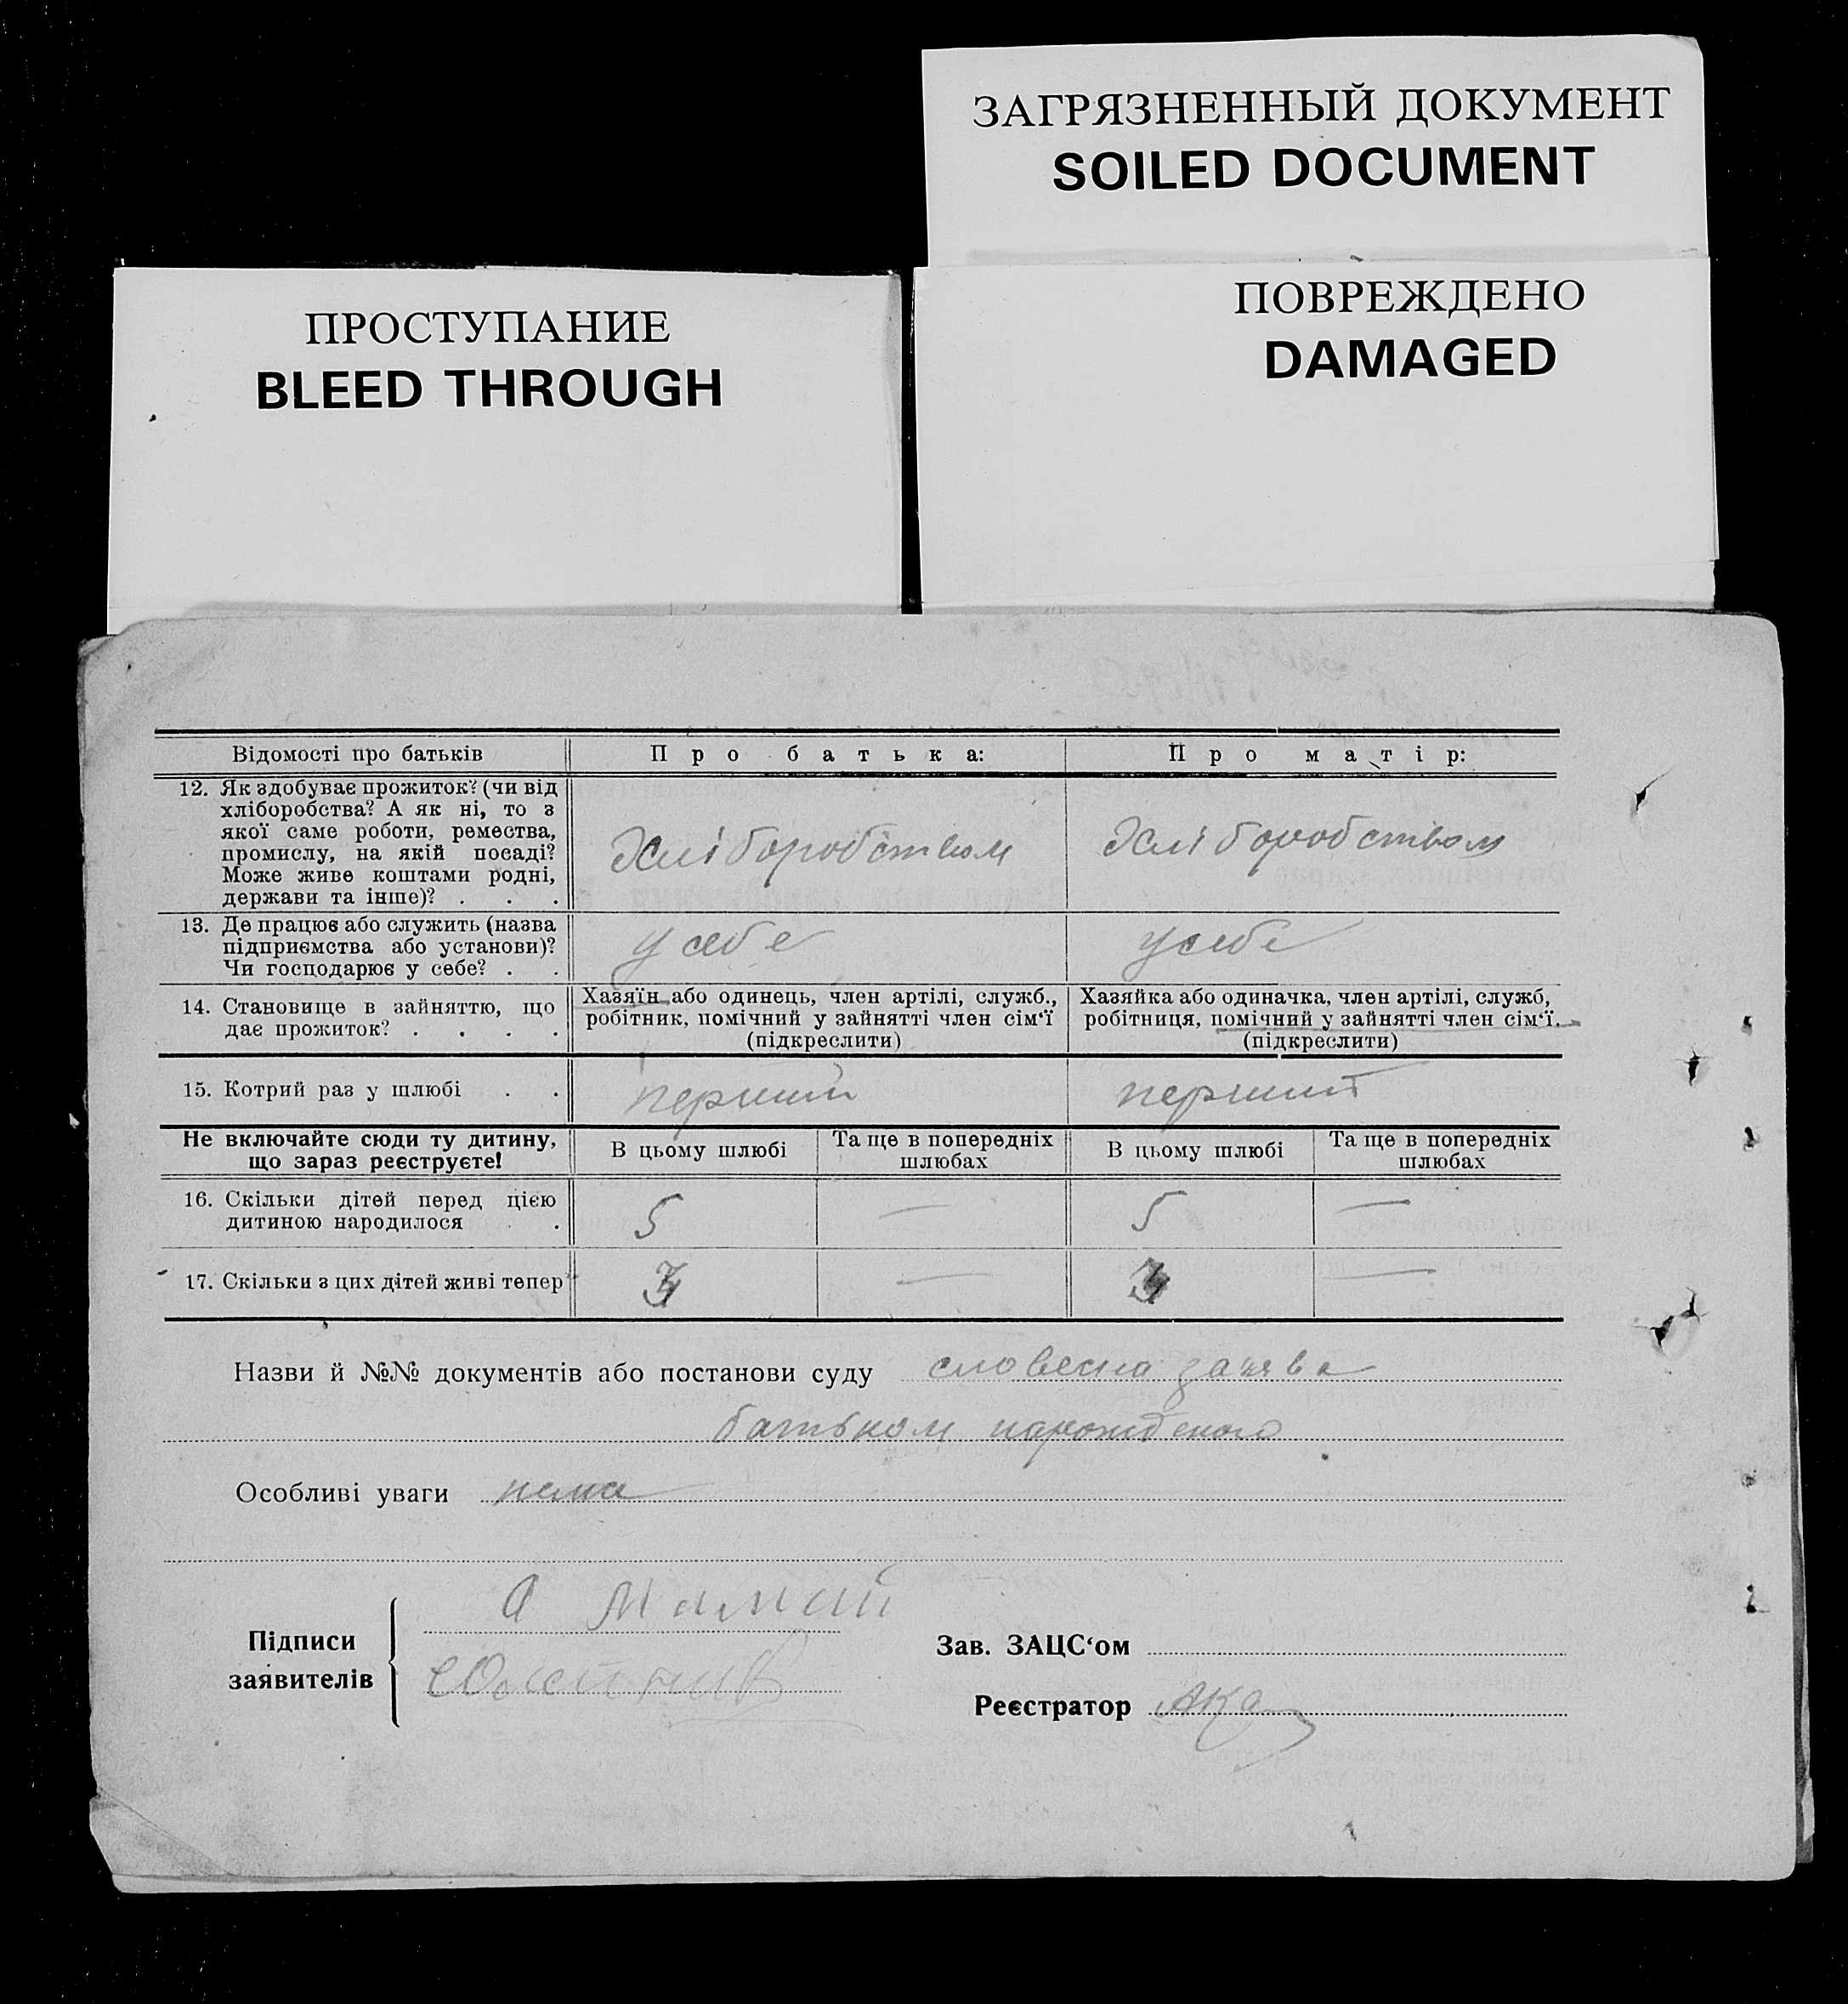 ЗАГРЯЗНЕННЫЙ ДОКУМЕНТ
SOILED DOCUMENT
ПРОСТУПАНИЕ
BLEED THROUGH
ПОВРЕЖДЕНО
DAMAGED
Відомості про батьків Про батька: Про матір:
12. Як здобуває прожиток? (чи від
хліборобства? А як ні, то з
якої саме роботи, ремества,
промислу, на якій посаді?
Може живе коштами родні,
держави та інше)? . . .
Хліборобством Хліборобством
13. Де працює або служить (назва
підприємства або установи)?
Чи господарює у себе? . .
у себе у себе
14. Становище в зайняттю, що
дає прожиток? . . . .
Хазяїн або одинець, член артілі, служб.,
робітник, помічний у зайнятті член сім'ї
(підкреслити)
Хазяйка або одиначка, член артілі, служб,
робітниця, помічний у зайнятті член сім'ї.
(підкреслити)
15. Котрий раз у шлюбі . . перший перший
Не включайте сюди ту дитину,
що зараз реєструєте!
В цьому шлюбі Та ще в попередніх
шлюбах
В цьому шлюбі Та ще в попередніх
шлюбах
16. Скільки дітей перед цією
дитиною народилося .
5 — 5 —
17. Скільки з цих дітей живі тепер 3 — 3 —
Назви й №№ документів або постанови суду словесна заява
батьком
Особливі уваги нема
Підписи
заявителів
А Мамай
Зав. ЗАЦС'ом
Реєстратор